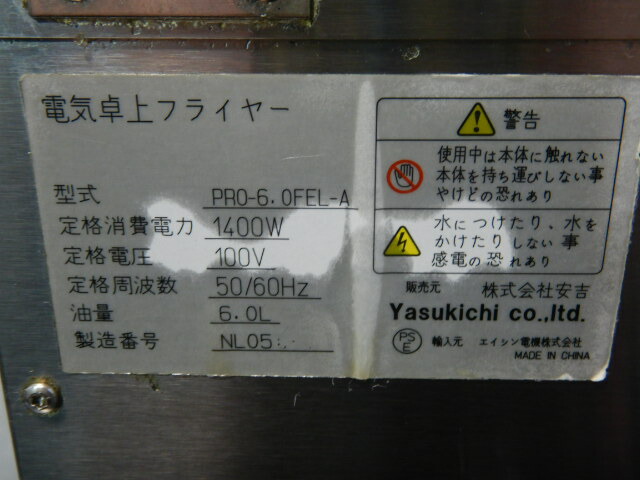 電気卓上フライヤー
型式 PRO-6.0FEL-A
定格消費電力 1400W
定格電圧 100V
定格周波数 50/60Hz
油量 6.0L
製造番号 NL05
警告
使用中は本体に触れない
本体を持ち運びしない事
やけどの恐れあり
水につけたり、水を
かけたりしない事
感電の恐れあり
販売元 株式会社安吉
Yasukichi co.,ltd.
PSE 輸入元 エイシン電機株式会社
MADE IN CHINA